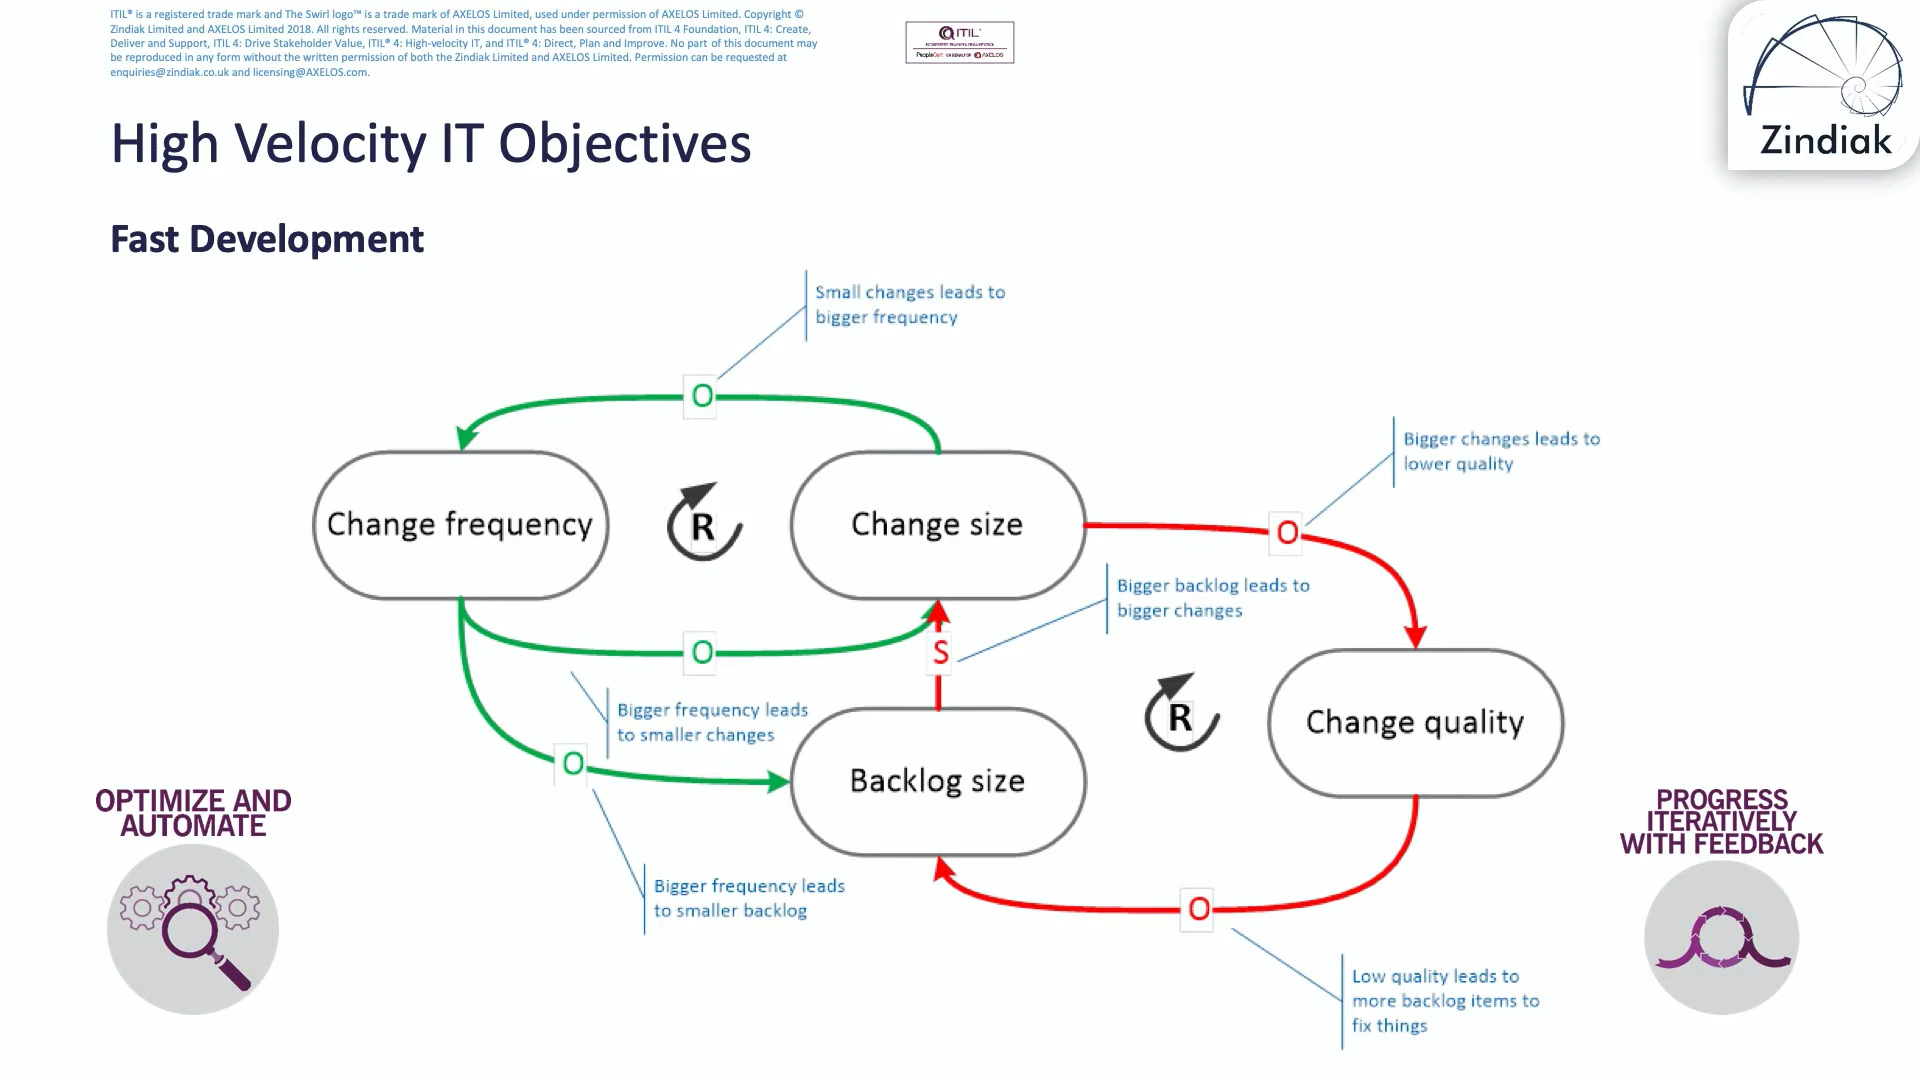 ITIL® is a registered trade mark and The Swirl logo™ is a trade mark of AXELOS Limited, used under permission of AXELOS Limited. Copyright ©
Zindiak Limited and AXELOS Limited 2018. All rights reserved. Material in this document has been sourced from ITIL 4 Foundation, ITIL 4: Create,
Deliver and Support, ITIL 4: Drive Stakeholder Value, ITIL® 4: High-velocity IT, and ITIL® 4: Direct, Plan and Improve. No part of this document may
be reproduced in any form without the written permission of both the Zindiak Limited and AXELOS Limited. Permission can be requested at
enquiries@zindiak.co.uk and licensing@AXELOS.com.
ITIL®
PeopleCert ON BEHALF OF AXELOS
Zindiak
High Velocity IT Objectives
Fast Development
Small changes leads to
bigger frequency
O
Bigger changes leads to
lower quality
Change frequency
R
Change size
O
Bigger backlog leads to
bigger changes
O
S
Bigger frequency leads
to smaller changes
R
Change quality
O
Backlog size
OPTIMIZE AND
AUTOMATE
PROGRESS
ITERATIVELY
WITH FEEDBACK
Bigger frequency leads
to smaller backlog
O
Low quality leads to
more backlog items to
fix things